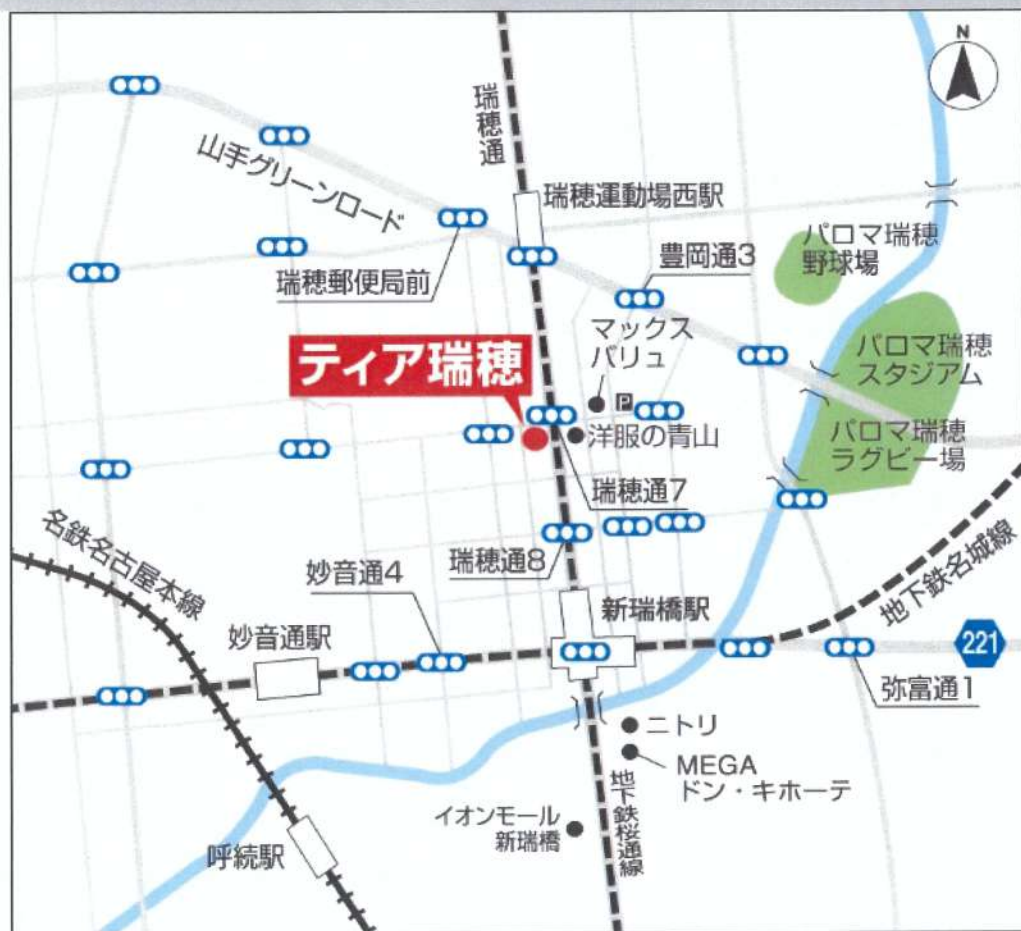 N
瑞穂通
山手グリーンロード
瑞穂運動場西駅
パロマ瑞穂
野球場
豊岡通3
瑞穂郵便局前
マックス
バリュ
ティア瑞穂
P
パロマ瑞穂
スタジアム
洋服の青山
パロマ瑞穂
ラグビー場
瑞穂通7
名鉄名古屋本線
瑞穂通8
妙音通4
地下鉄名城線
新瑞橋駅
妙音通駅
221
弥富通1
ニトリ
MEGA
ドン・キホーテ
地下鉄桜通線
イオンモール
新瑞橋
呼続駅